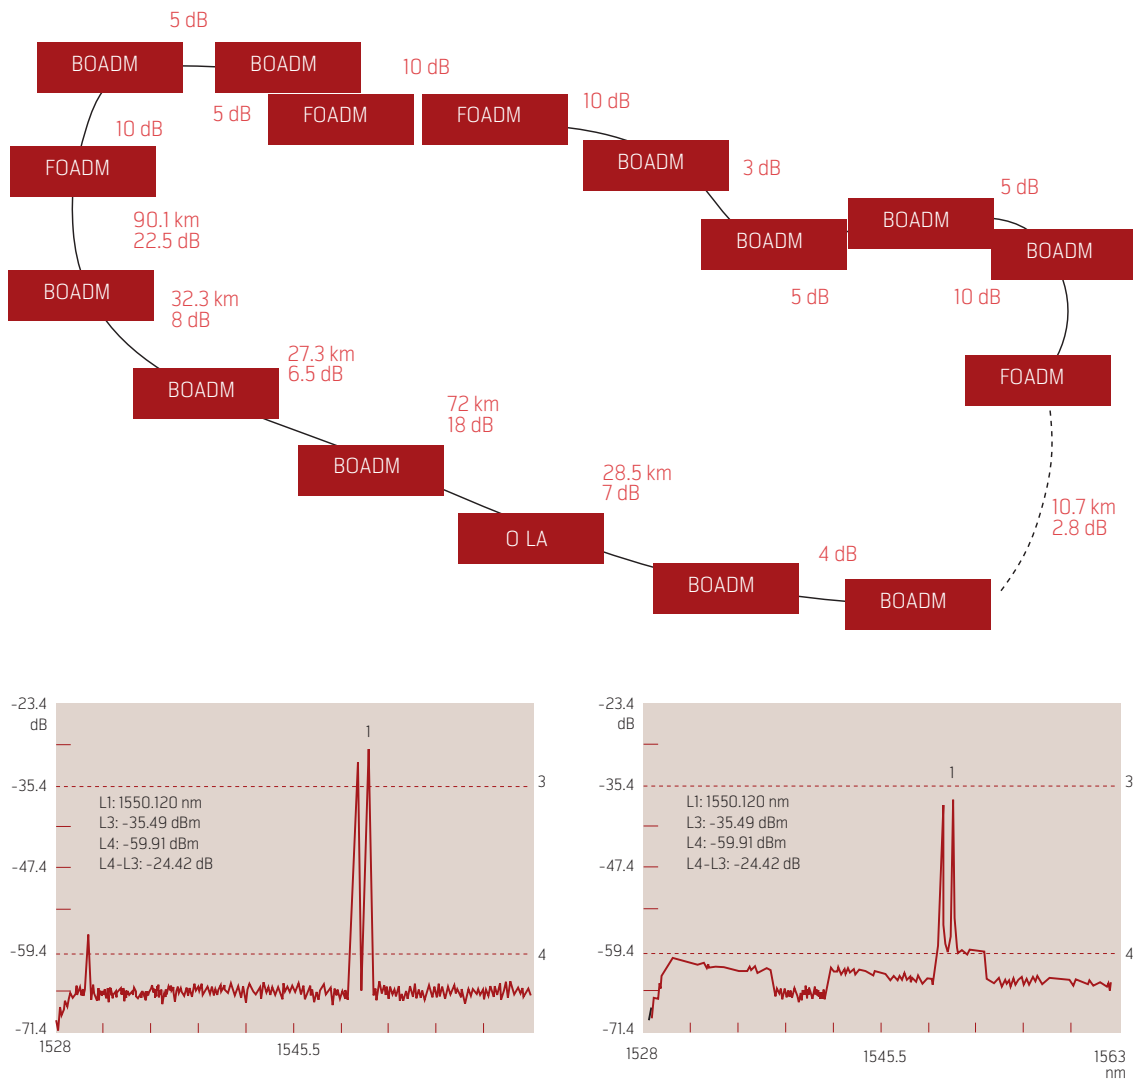 5 dB
BOADM
BOADM
10 dB
5 dB
FOADM
FOADM
10 dB
10 dB
FOADM
BOADM
3 dB
5 dB
BOADM
BOADM
BOADM
90.1 km
22.5 dB
BOADM
32.3 km
8 dB
5 dB
10 dB
27.3 km
6.5 dB
BOADM
FOADM
72 km
18 dB
BOADM
28.5 km
7 dB
10.7 km
2.8 dB
O LA
4 dB
BOADM
BOADM
-23.4
dB
-35.4
-47.4
-59.4
-71.4
1
3
4
L1: 1550.120 nm
L3: -35.49 dBm
L4: -59.91 dBm
L4-L3: -24.42 dB
1528
1545.5
-23.4
dB
-35.4
-47.4
-59.4
-71.4
1
3
4
L1: 1550.120 nm
L3: -35.49 dBm
L4: -59.91 dBm
L4-L3: -24.42 dB
1528
1545.5
1563
nm